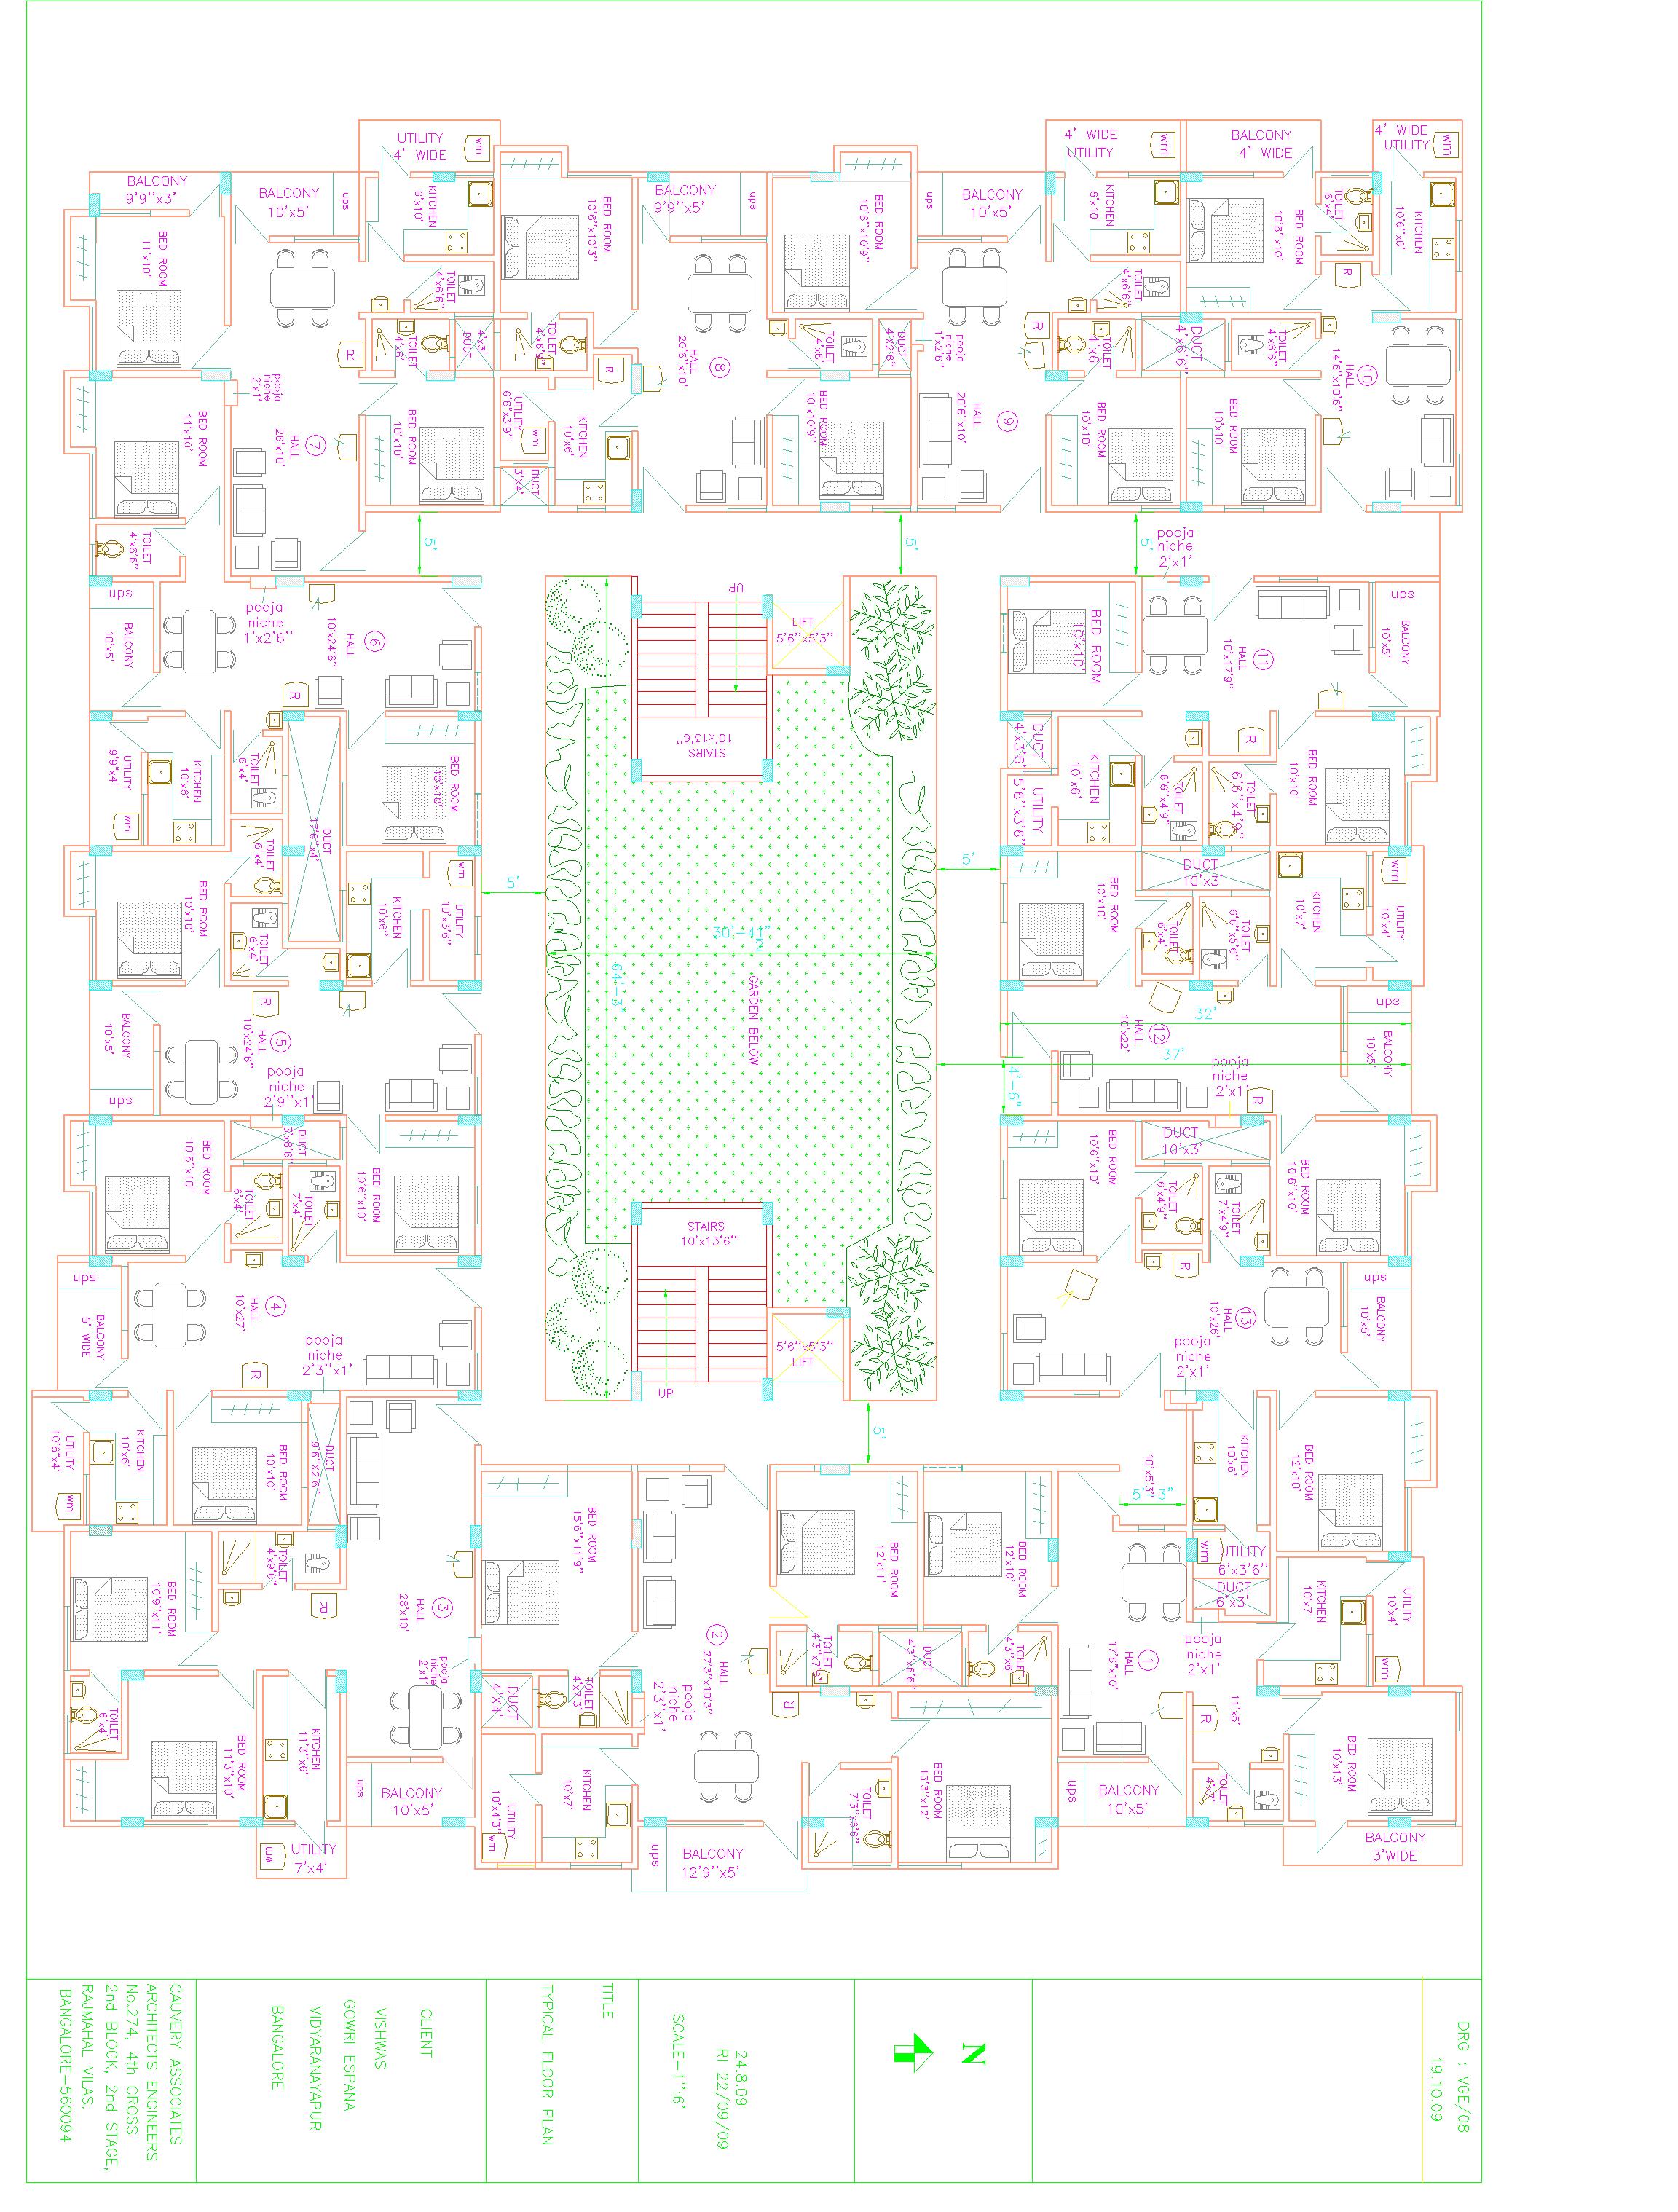 UTILITY
4' WIDE
wm
BALCONY
9'9"x3'
BALCONY
10'x5'
ups
KITCHEN
6'x10'
BED ROOM
11'x10'
TOILET
4'x6'6"
TOILET
4'x6'
DUCT
4'x3'
R
pooja
niche
2'x1'
BED ROOM
11'x10'
HALL
26'x10'
7
BED ROOM
10'x10'
TOILET
4'x6'6"
BED ROOM
10'6"x10'3"
BALCONY
9'9"x5'
ups
BED ROOM
10'6"x10'9"
TOILET
R
HALL
20'6"x10'
8
TOILET
4'x6'
DUCT
4'x2'6"
UTILITY
6'6"x3'9"
wm
KITCHEN
10'x6'
DUCT
3'X4'
BED ROOM
10'x10'9"
ups
BALCONY
10'x5'
4' WIDE
UTILITY
wm
KITCHEN
6'x10'
TOILET
4'x6'6"
pooja
niche
1'x2'6"
R
TOILET
4'x6'
DUCT
4'x6'6"
HALL
20'6"x10'
9
BED ROOM
10'x10'
BALCONY
4' WIDE
4' WIDE
UTILITY
wm
TOILET
6'x4'
BED ROOM
10'6"x10'
KITCHEN
10'6"x6'
R
TOILET
4'x6'6"
HALL
14'6"x10'6"
10
BED ROOM
10'x10'
5'
5'
5'
pooja
niche
2'x1'
ups
BALCONY
10'x5'
pooja
niche
1'x2'6"
HALL
10'x24'6"
6
R
UTILITY
9'9"x4'
wm
KITCHEN
10'x6'
TOILET
6'x4'
DUCT
17'6"x4'
BED ROOM
10'x10'
UP
LIFT
5'6"x5'3"
STAIRS
10'x13'6"
BED ROOM
10'x10'
HALL
10'x17'9"
11
ups
BALCONY
10'x5'
DUCT
4'x3'6"
UTILITY
5'6"x3'6"
KITCHEN
10'x6'
TOILET
6'6"x4'9"
TOILET
6'6"x4'9"
R
BED ROOM
10'x10'
BED ROOM
10'x10'
TOILET
6'x4'
TOILET
6'x4'
KITCHEN
10'x6'
wm
UTILITY
10'x3'6"
5'
30'-4
64'-3"
GARDEN BELOW
5'
BED ROOM
10'x10'
DUCT
10'x3'
TOILET
6'x4'
TOILET
6'6"x5'6"
KITCHEN
10'x7'
wm
UTILITY
10'x4'
R
BALCONY
10'x5'
ups
HALL
10'x24'6"
5
pooja
niche
2'9"x1'
HALL
10'x22'
12
32'
37'
4'-6"
ups
BALCONY
10'x5'
pooja
niche
2'x1'
R
BED ROOM
10'6"x10'
DUCT
3'x8'6"
TOILET
6'x4'
TOILET
7'x4'
BED ROOM
10'6"x10'
BED ROOM
10'6"x10'
DUCT
10'x3'
TOILET
6'x4'9"
TOILET
7'x4'9"
BED ROOM
10'6"x10'
STAIRS
10'x13'6"
5'6"x5'3"
LIFT
UP
ups
BALCONY
5' WIDE
HALL
10'x27'
4
R
pooja
niche
2'3"x1'
R
HALL
10'x26'
13
ups
BALCONY
10'x5'
pooja
niche
2'x1'
UTILITY
10'6"x4'
wm
KITCHEN
10'x6'
BED ROOM
10'x10'
DUCT
9'6"x2'6"
5'
BED ROOM
10'9"x11'
TOILET
4'x9'6"
R
HALL
28'x10'
3
pooja
niche
2'x1'
TOILET
6'x4'
BED ROOM
11'3"x10'
KITCHEN
11'3"x6'
UTILITY
7'x4'
wm
ups
BALCONY
10'x5'
BED ROOM
15'6"x11'9"
DUCT
4'X4'
TOILET
4'x7'3"
HALL
27'3"x10'3"
2
pooja
niche
2'3"x1'
KITCHEN
10'x7'
UTILITY
10'x4'3"
wm
ups
BALCONY
12'9"x5'
BED ROOM
12'x11'
BED ROOM
12'x10'
TOILET
DUCT
4'3"x6'6"
TOILET
4'3"x6'
R
BED ROOM
13'3"x12'
TOILET
7'3"x6'6"
10'x5'3"
5'-3"
KITCHEN
10'x6'
BED ROOM
12'x10'
wm
UTILITY
6'x3'6"
DUCT
6'x3'
pooja
niche
2'x1'
KITCHEN
10'x7'
UTILITY
10'x4'
wm
HALL
17'6"x10'
1
R
11'x5'
TOILET
4'x7'
BED ROOM
10'x13'
ups
BALCONY
10'x5'
BALCONY
3'WIDE
DRG : VGE/08
19.10.09
N
24.8.09
RI 22/09/09
SCALE-1":6'
TITLE
TYPICAL FLOOR PLAN
CLIENT
VISHWAS
GOWRI ESPANA
VIDYARANAYAPUR
BANGALORE
CAUVERY ASSOCIATES
ARCHITECTS ENGINEERS
No.274, 4th CROSS
2nd BLOCK, 2nd STAGE,
RAJMAHAL VILAS.
BANGALORE-560094